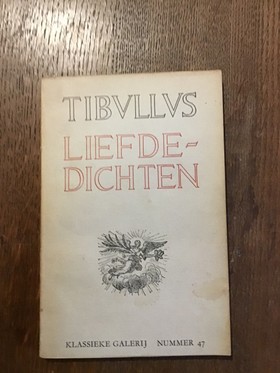 TIBVLLVS
LIEFDE-
DICHTEN
KLASSIEKE GALERIJ NUMMER 47